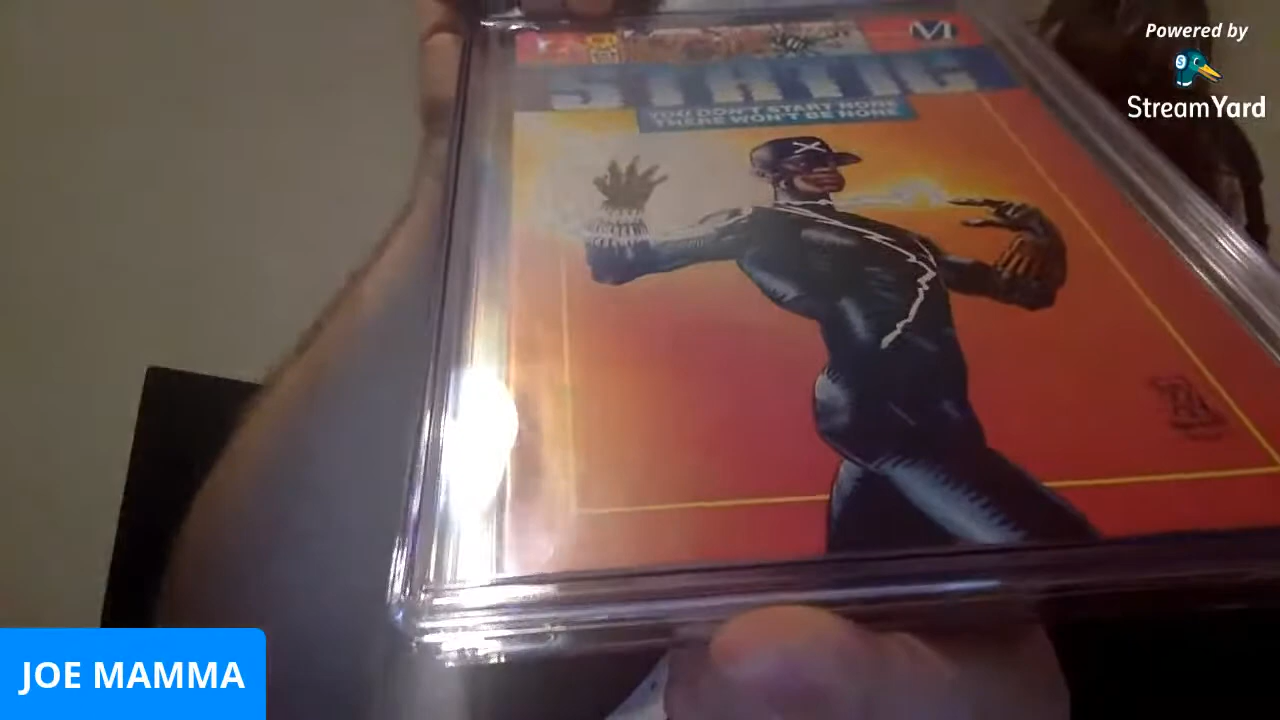 Powered by
StreamYard
M
STATIC
YOU DON'T START NONE
THERE WON'T BE NONE
X
JOE MAMMA